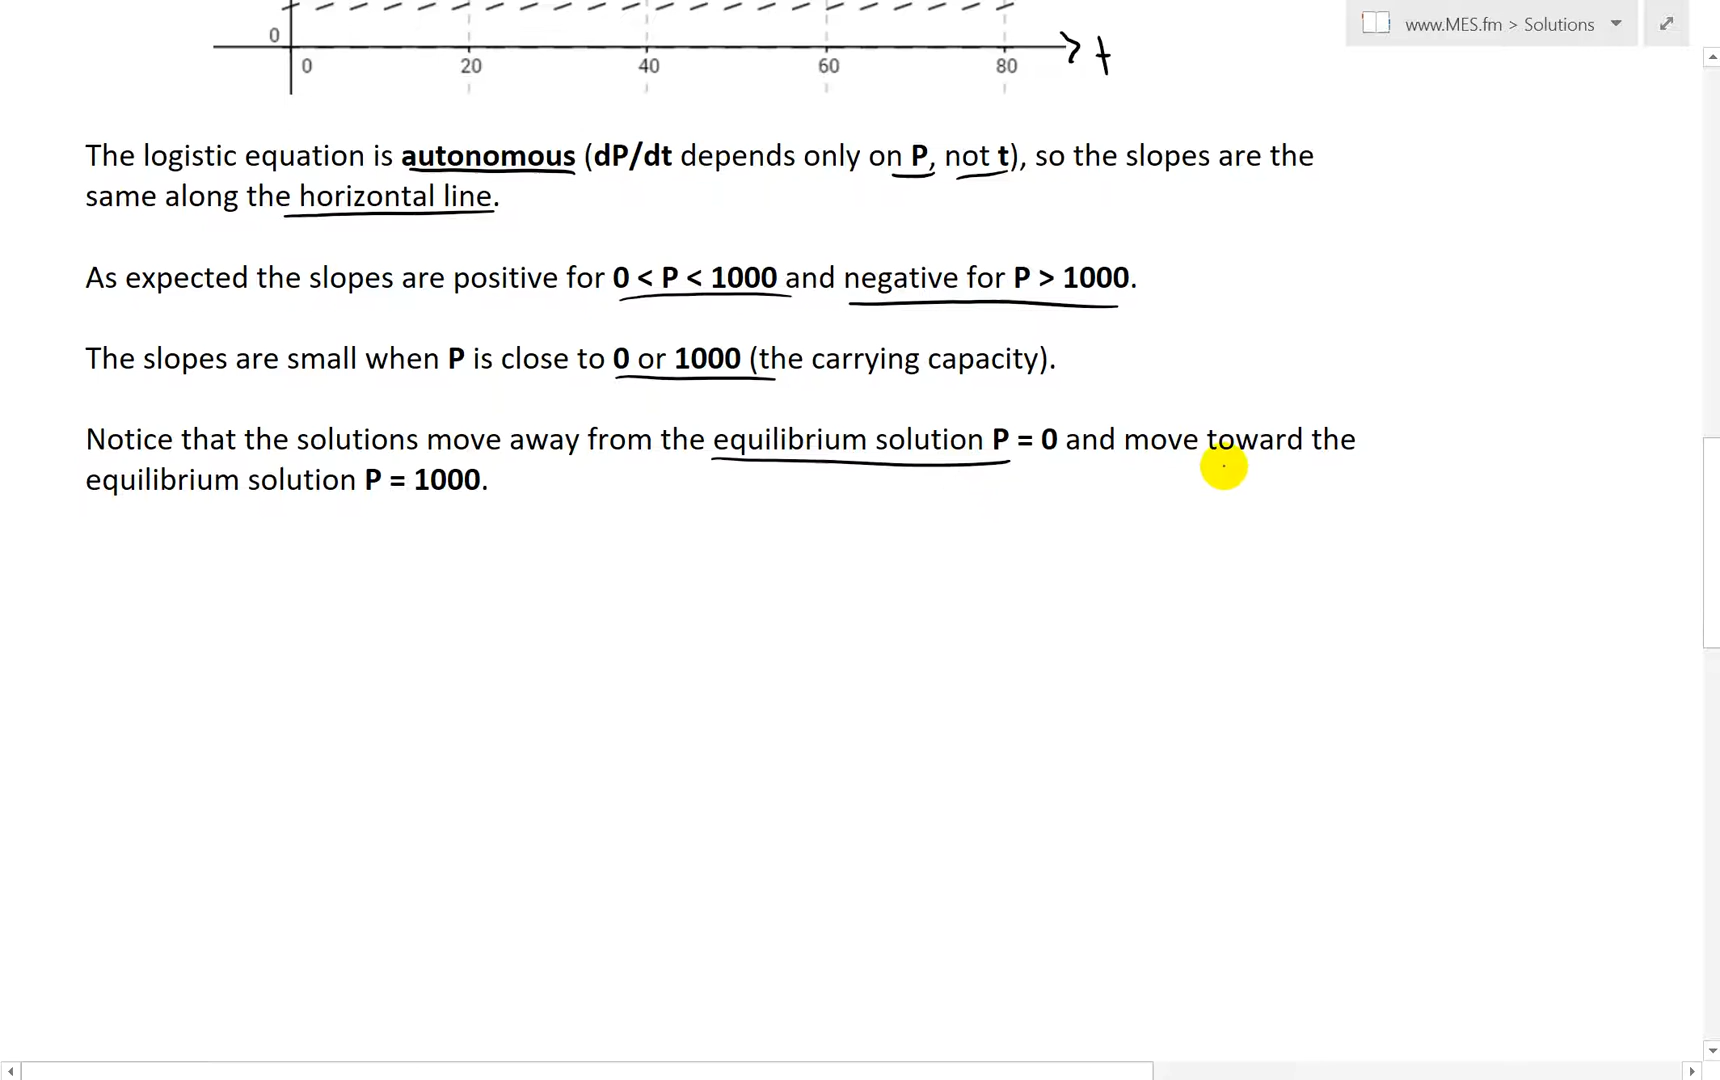 www.MES.fm > Solutions
0
0 20 40 60 80 t
The logistic equation is autonomous (dP/dt depends only on P, not t), so the slopes are the
same along the horizontal line.
As expected the slopes are positive for 0 < P < 1000 and negative for P > 1000.
The slopes are small when P is close to 0 or 1000 (the carrying capacity).
Notice that the solutions move away from the equilibrium solution P = 0 and move toward the
equilibrium solution P = 1000.